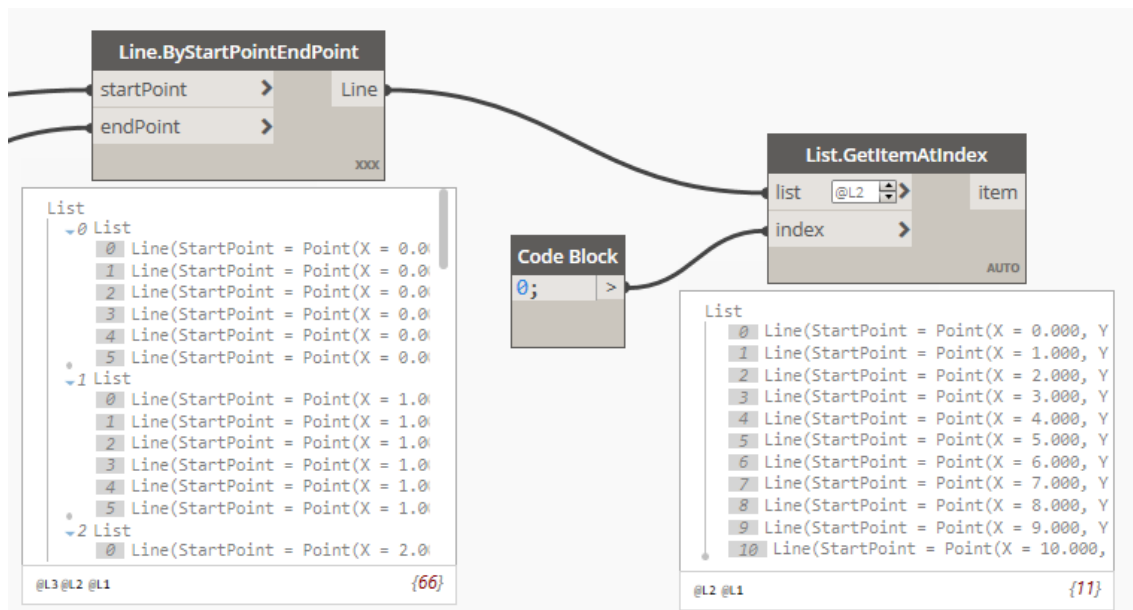 Line.ByStartPointEndPoint
startPoint > Line
endPoint >
XXX
List
0 List
0 Line(StartPoint = Point(X = 0.0
1 Line(StartPoint = Point(X = 0.0
2 Line(StartPoint = Point(X = 0.0
3 Line(StartPoint = Point(X = 0.0
4 Line(StartPoint = Point(X = 0.0
5 Line(StartPoint = Point(X = 0.0
1 List
0 Line(StartPoint = Point(X = 1.0
1 Line(StartPoint = Point(X = 1.0
2 Line(StartPoint = Point(X = 1.0
3 Line(StartPoint = Point(X = 1.0
4 Line(StartPoint = Point(X = 1.0
5 Line(StartPoint = Point(X = 1.0
2 List
0 Line(StartPoint = Point(X = 2.0
@L3 @L2 @L1 {66}
Code Block
0; >
List.GetItemAtIndex
list @L2 > item
index >
AUTO
List
0 Line(StartPoint = Point(X = 0.000, Y
1 Line(StartPoint = Point(X = 1.000, Y
2 Line(StartPoint = Point(X = 2.000, Y
3 Line(StartPoint = Point(X = 3.000, Y
4 Line(StartPoint = Point(X = 4.000, Y
5 Line(StartPoint = Point(X = 5.000, Y
6 Line(StartPoint = Point(X = 6.000, Y
7 Line(StartPoint = Point(X = 7.000, Y
8 Line(StartPoint = Point(X = 8.000, Y
9 Line(StartPoint = Point(X = 9.000, Y
10 Line(StartPoint = Point(X = 10.000,
@L2 @L1 {11}